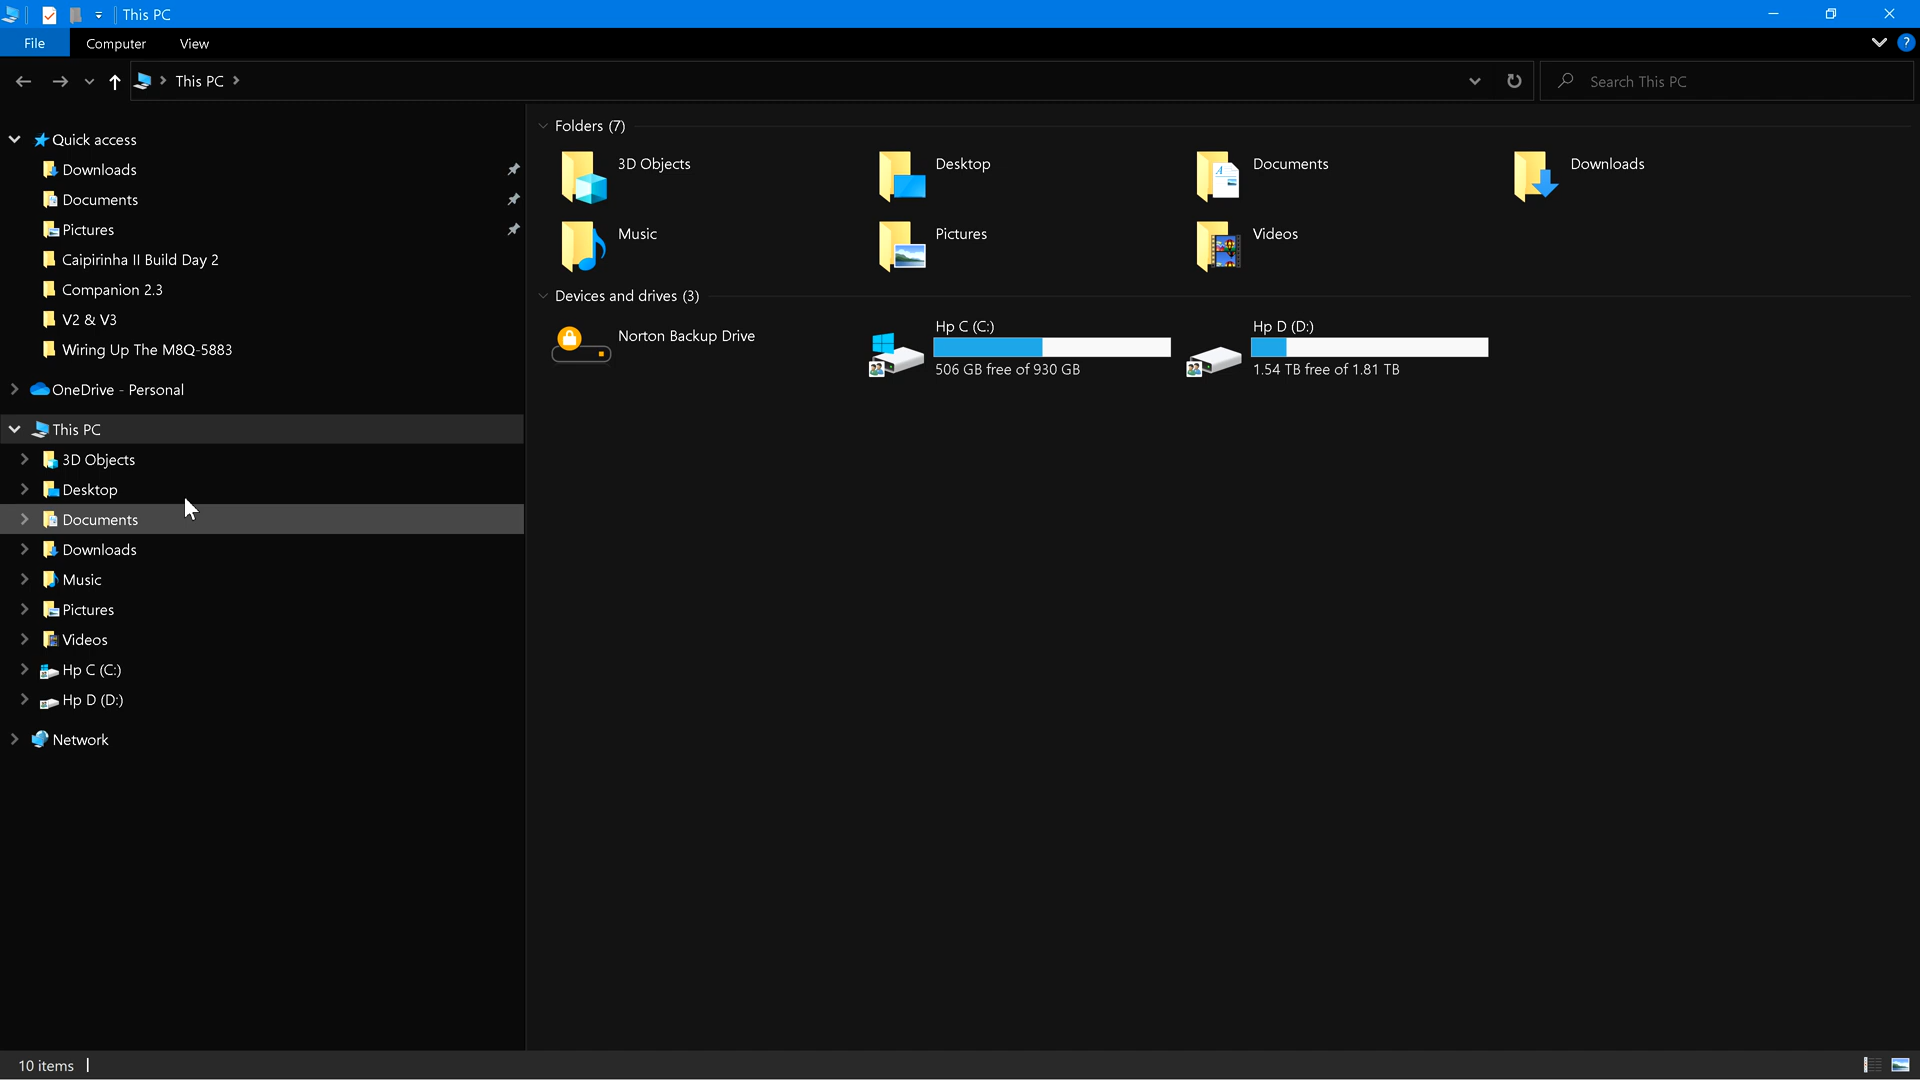 This PC
File
Computer
View
This PC
Search This PC
Quick access
Downloads
Documents
Pictures
Caipirinha II Build Day 2
Companion 2.3
V2 & V3
Wiring Up The M8Q-5883
OneDrive - Personal
This PC
3D Objects
Desktop
Documents
Downloads
Music
Pictures
Videos
Hp C (C:)
Hp D (D:)
Network
Folders (7)
3D Objects
Desktop
Documents
Downloads
Music
Pictures
Videos
Devices and drives (3)
Norton Backup Drive
Hp C (C:)
506 GB free of 930 GB
Hp D (D:)
1.54 TB free of 1.81 TB
10 items